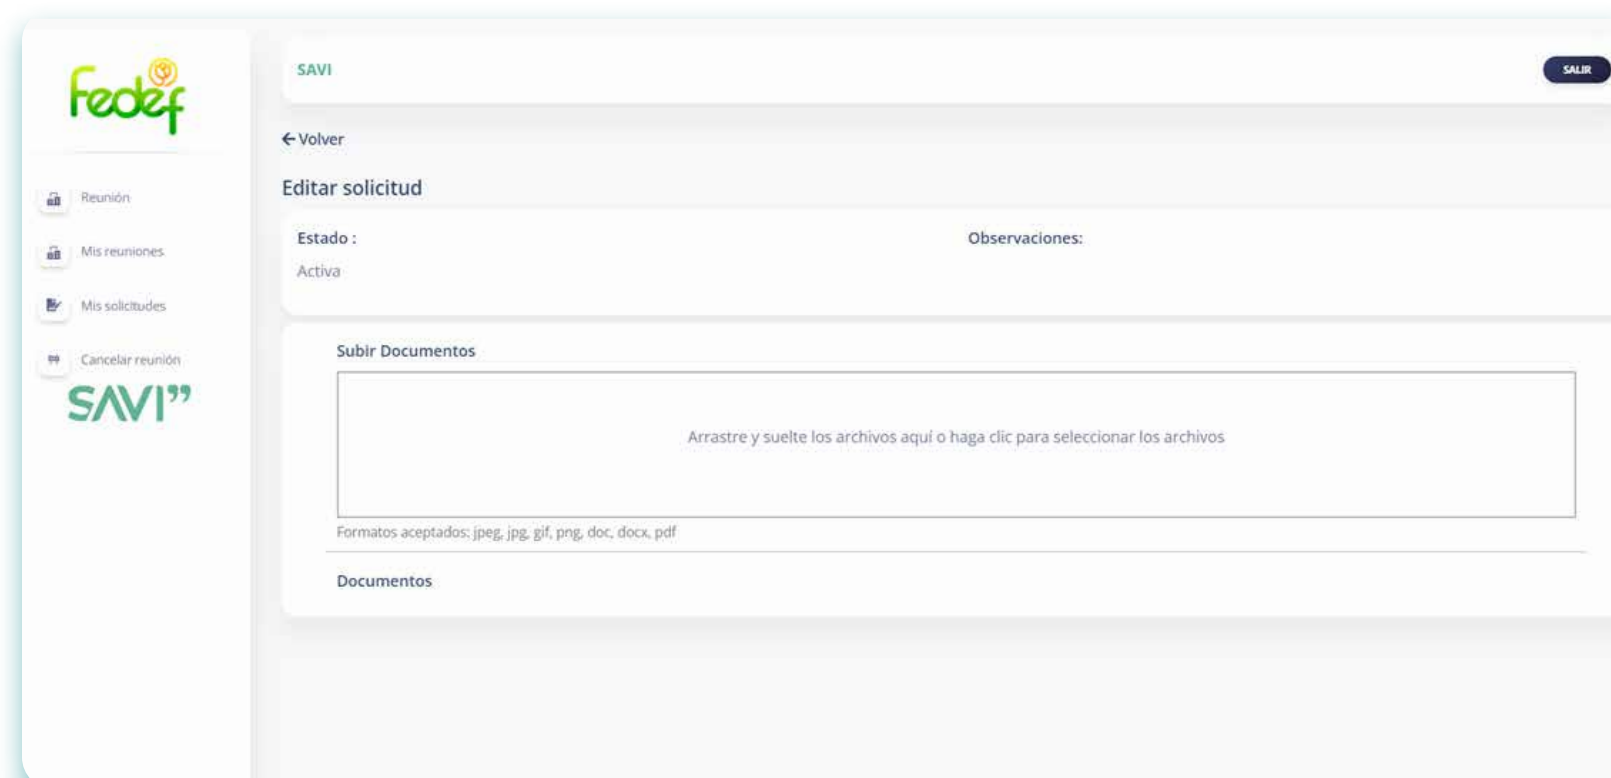 Fedef
SAVI
SALIR
Volver
Reunión
Mis reuniones
Mis solicitudes
Cancelar reunión
SAVI”
Editar solicitud
Estado :
Observaciones:
Activa
Subir Documentos
Arrastre y suelte los archivos aquí o haga clic para seleccionar los archivos
Formatos aceptados: jpeg, jpg, gif, png, doc, docx, pdf
Documentos